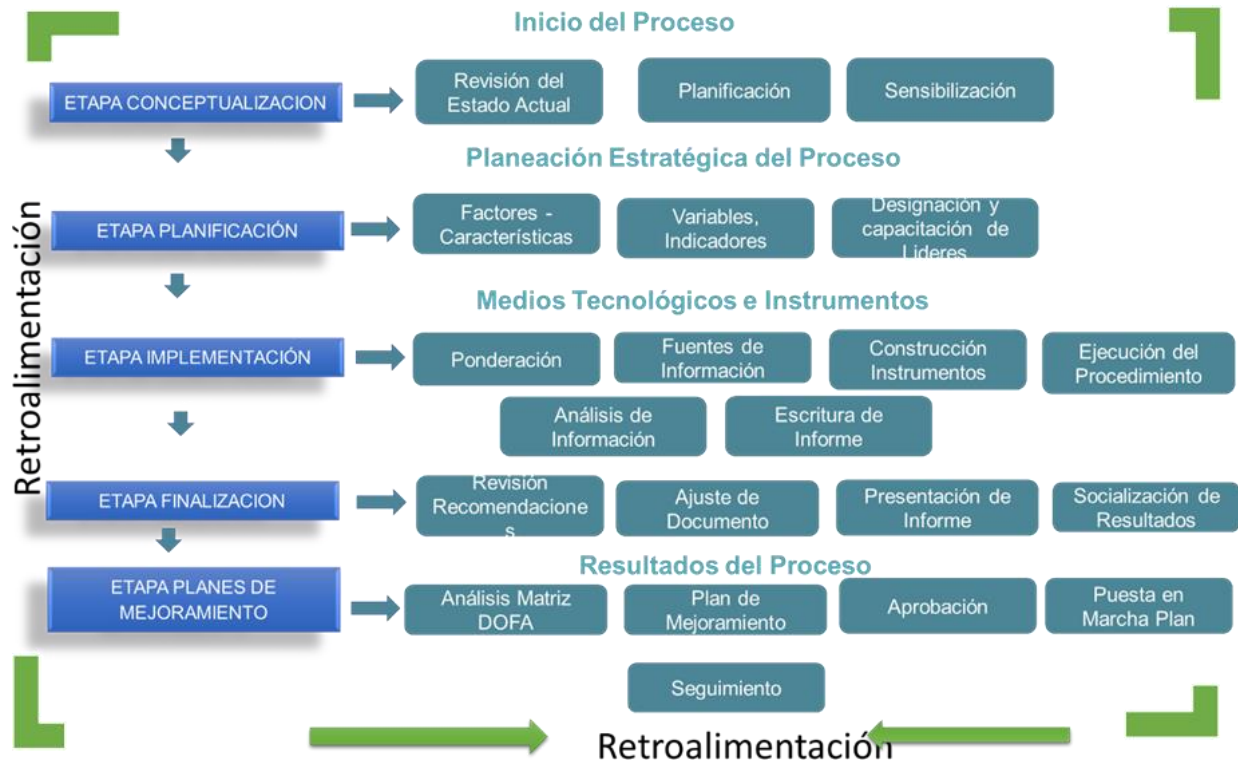 Inicio del Proceso
ETAPA CONCEPTUALIZACION
Revisión del
Estado Actual
Planificación
Sensibilización
Planeación Estratégica del Proceso
ETAPA PLANIFICACIÓN
Factores -
Características
Variables,
Indicadores
Designación y
capacitación de
Lideres
Medios Tecnológicos e Instrumentos
ETAPA IMPLEMENTACIÓN
Ponderación
Fuentes de
Información
Construcción
Instrumentos
Ejecución del
Procedimiento
Análisis de
Información
Escritura de
Informe
ETAPA FINALIZACION
Revisión
Recomendacione
s
Ajuste de
Documento
Presentación de
Informe
Socialización de
Resultados
Resultados del Proceso
ETAPA PLANES DE
MEJORAMIENTO
Análisis Matriz
DOFA
Plan de
Mejoramiento
Aprobación
Puesta en
Marcha Plan
Seguimiento
Retroalimentación
Retroalimentación